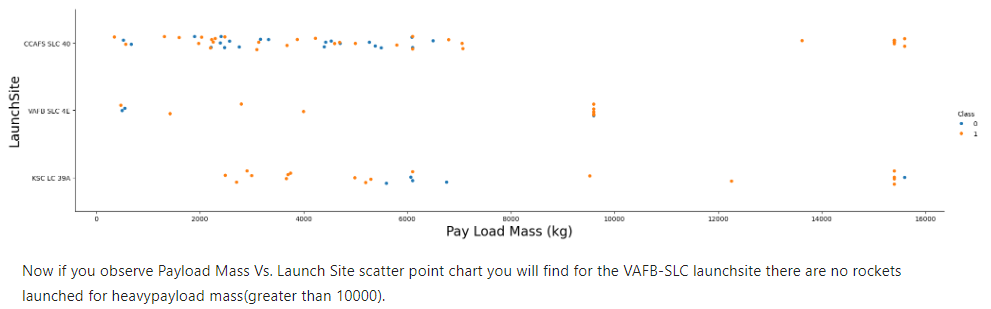 CCAFS SLC 40
VAFB SLC 4E
KSC LC 39A
LaunchSite
0
2000
4000
6000
8000
10000
12000
14000
16000
Pay Load Mass (kg)
Class
0
1
Now if you observe Payload Mass Vs. Launch Site scatter point chart you will find for the VAFB-SLC launchsite there are no rockets
launched for heavypayload mass(greater than 10000).